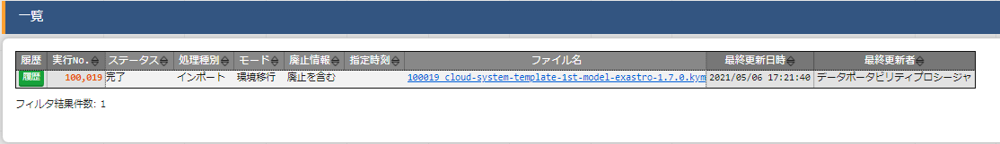 一覧
履歴 実行No. ステータス 処理種別 モード 廃止情報 指定時刻 ファイル名 最終更新日時 最終更新者
履歴 100,019 完了 インポート 環境移行 廃止を含む 100019_cloud-system-template-1st-model-exastro-1.7.0.kym 2021/05/06 17:21:40 データポータビリティプロシージャ
フィルタ結果件数: 1